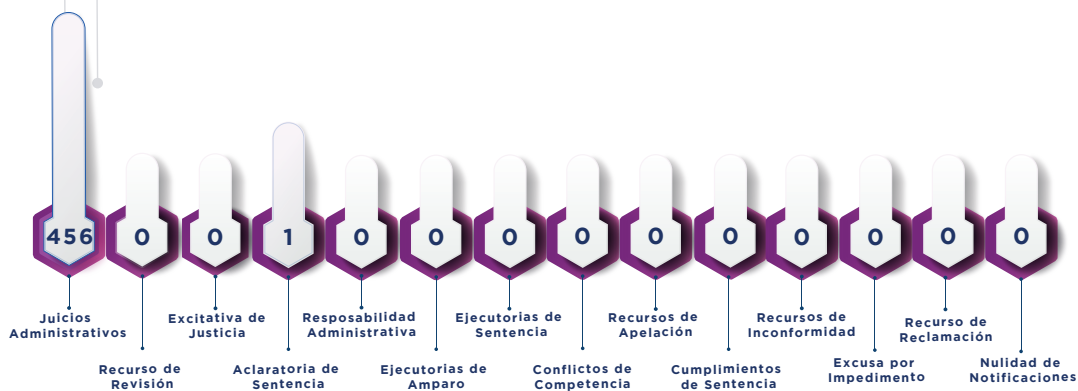 456
0
0
1
0
0
0
0
0
0
0
0
0
0
Juicios
Administrativos
Recurso de
Revisión
Excitativa de
Justicia
Aclaratoria de
Sentencia
Resposabilidad
Administrativa
Ejecutorias de
Amparo
Ejecutorias de
Sentencia
Conflictos de
Competencia
Recursos de
Apelación
Cumplimientos
de Sentencia
Recursos de
Inconformidad
Excusa por
Impedimento
Recurso de
Reclamación
Nulidad de
Notificaciones